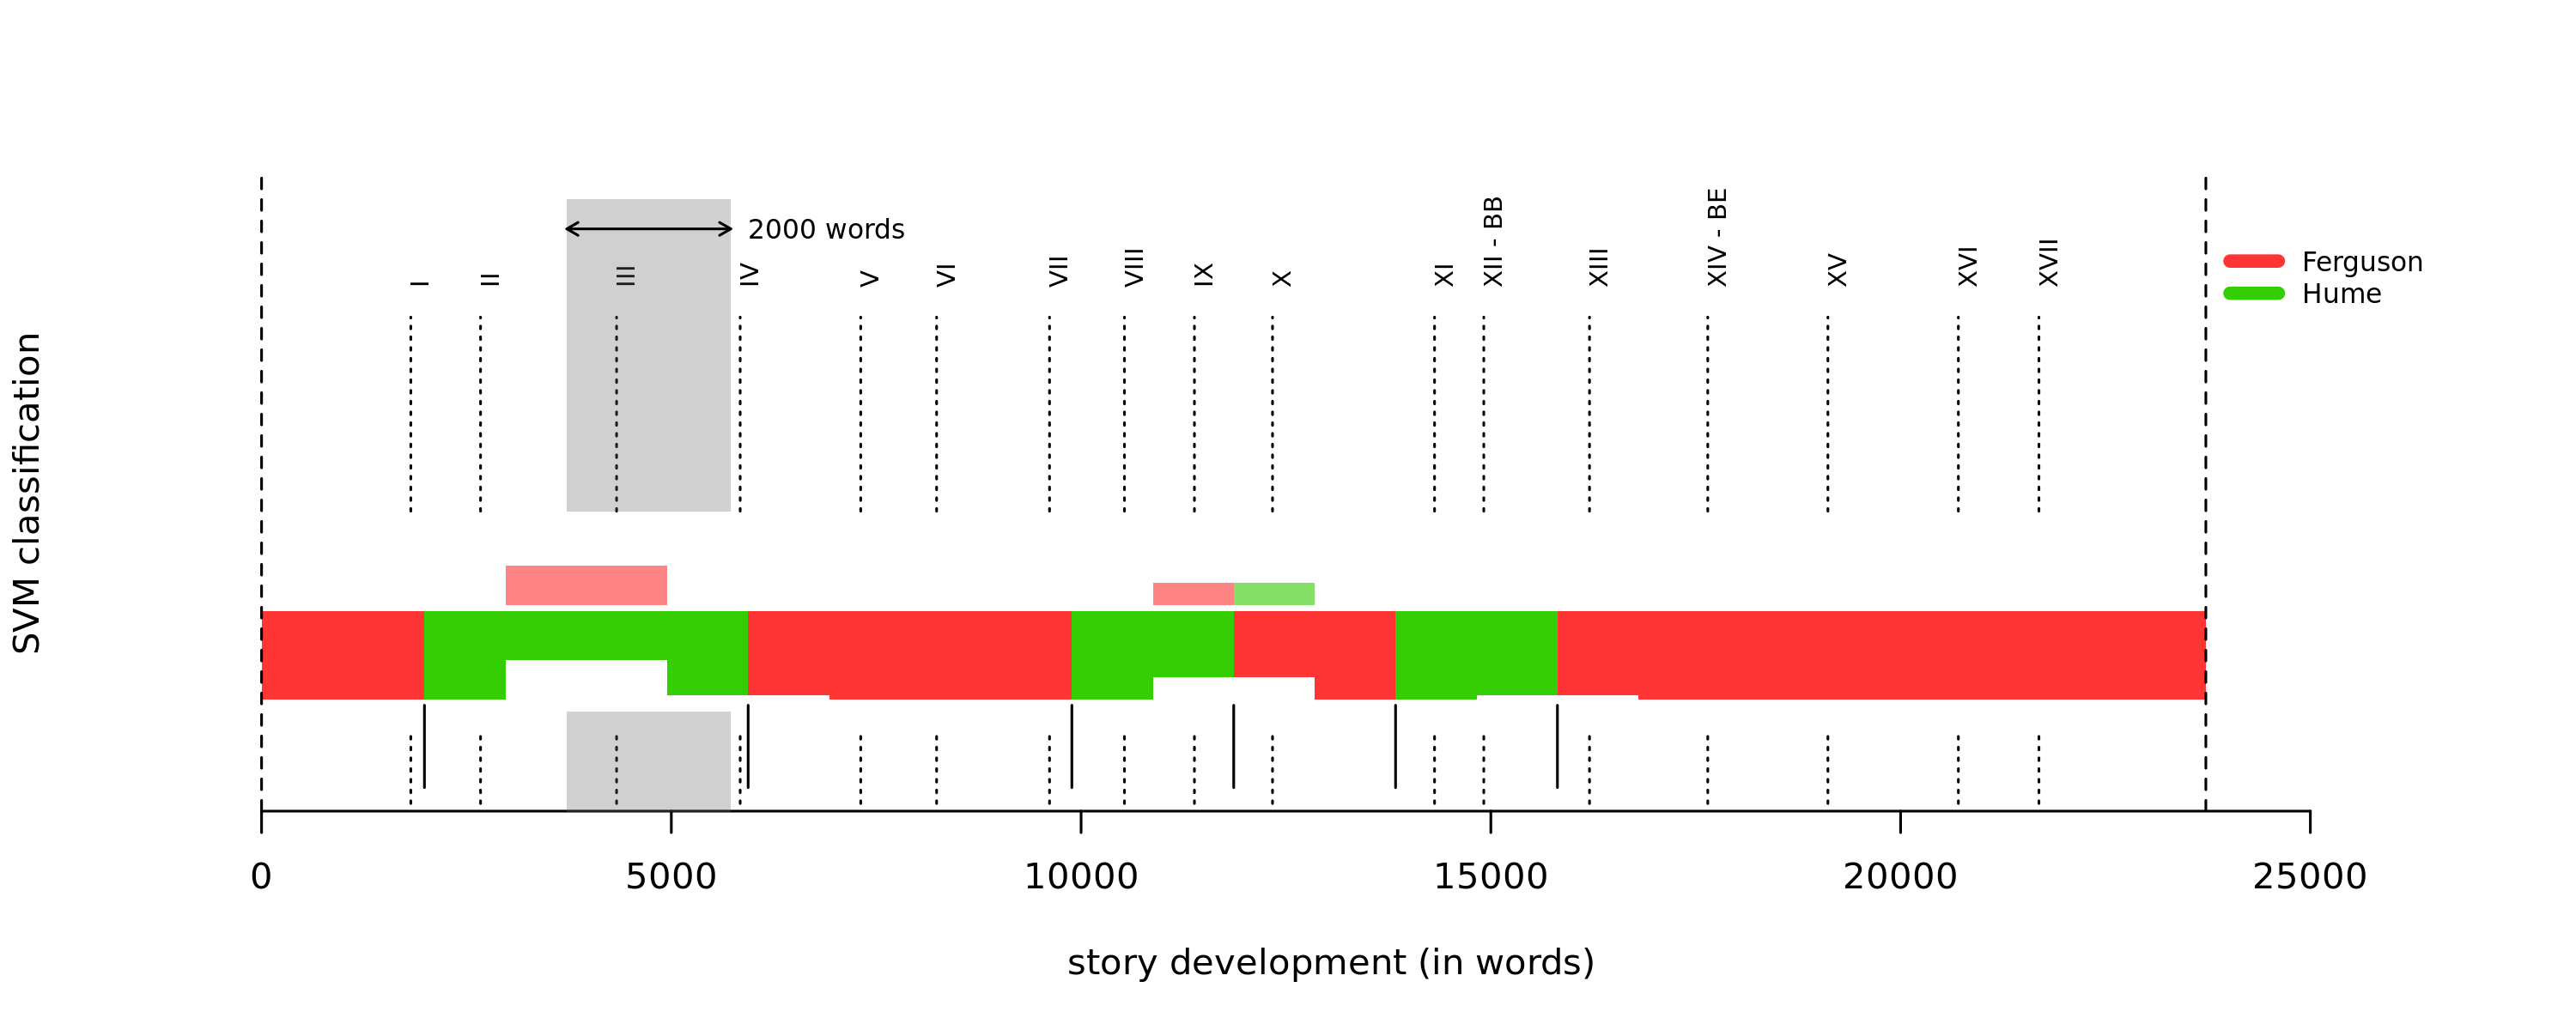 2000 words
I
II
III
IV
V
VI
VII
VIII
IX
X
XI
XII - BB
XIII
XIV - BE
XV
XVI
XVII
Ferguson
Hume
SVM classification
0
5000
10000
15000
20000
25000
story development (in words)